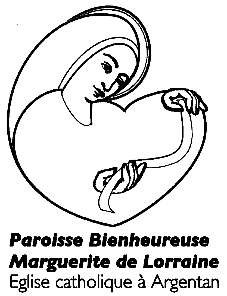 Paroisse Bienheureuse
Marguerite de Lorraine
Eglise catholique à Argentan